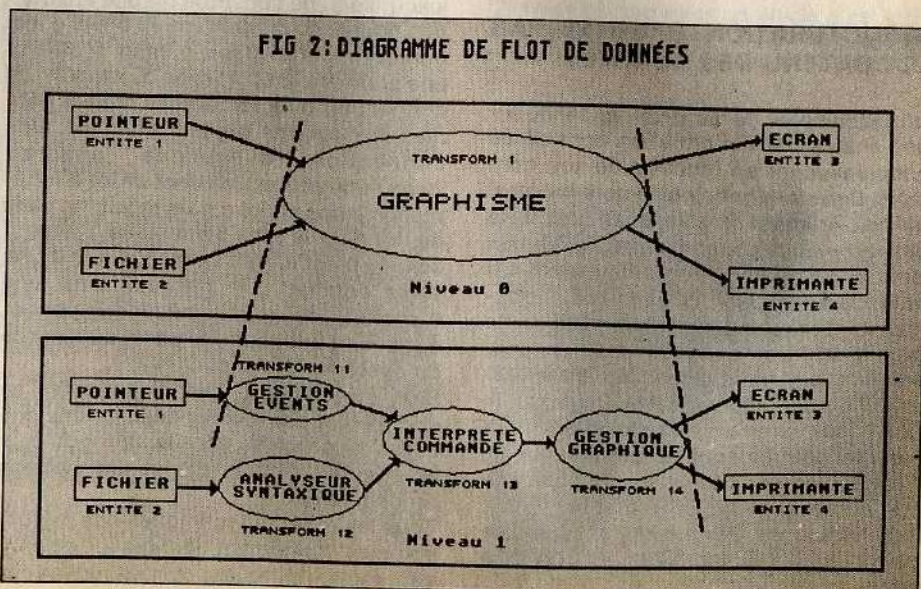 FIG 2: DIAGRAMME DE FLOT DE DONNÉES
POINTEUR
ENTITE 1
TRANSFORM 1
GRAPHISME
ECRAN
ENTITE 3
FICHIER
ENTITE 2
Niveau 0
IMPRIMANTE
ENTITE 4
TRANSFORM 11
POINTEUR
ENTITE 1
GESTION
EVENTS
INTERPRETE
COMMANDE
TRANSFORM 13
GESTION
GRAPHIQUE
TRANSFORM 14
ECRAN
ENTITE 3
FICHIER
ENTITE 2
ANALYSEUR
SYNTAXIQUE
TRANSFORM 12
Niveau 1
IMPRIMANTE
ENTITE 4